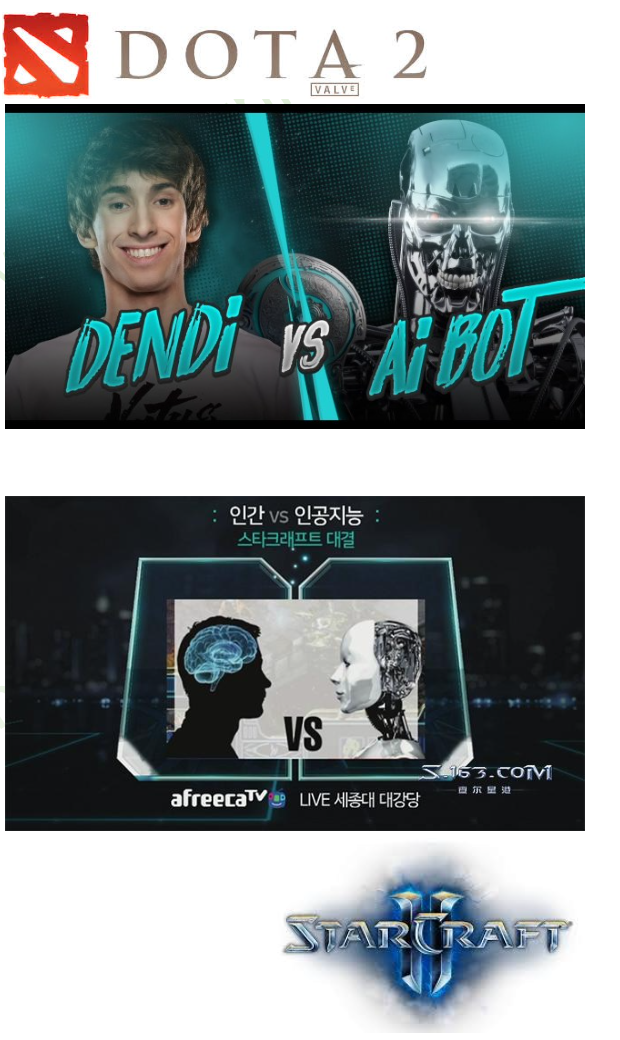 DOTA 2
VALVE
DENDi VS Ai BOT
: 인간 vs 인공지능 :
스타크래프트 대결
VS
S.163.COM
afreecaTV LIVE 세종대 대강당
STARCRAFT
II